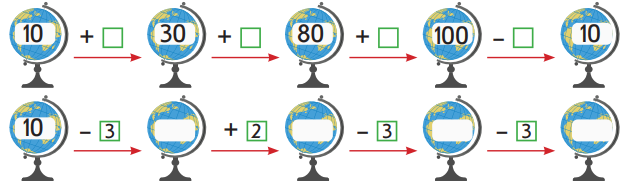 10 + □ 30 + □ 80 + □ 100 – □ 10
10 – 3 + 2 – 3 – 3